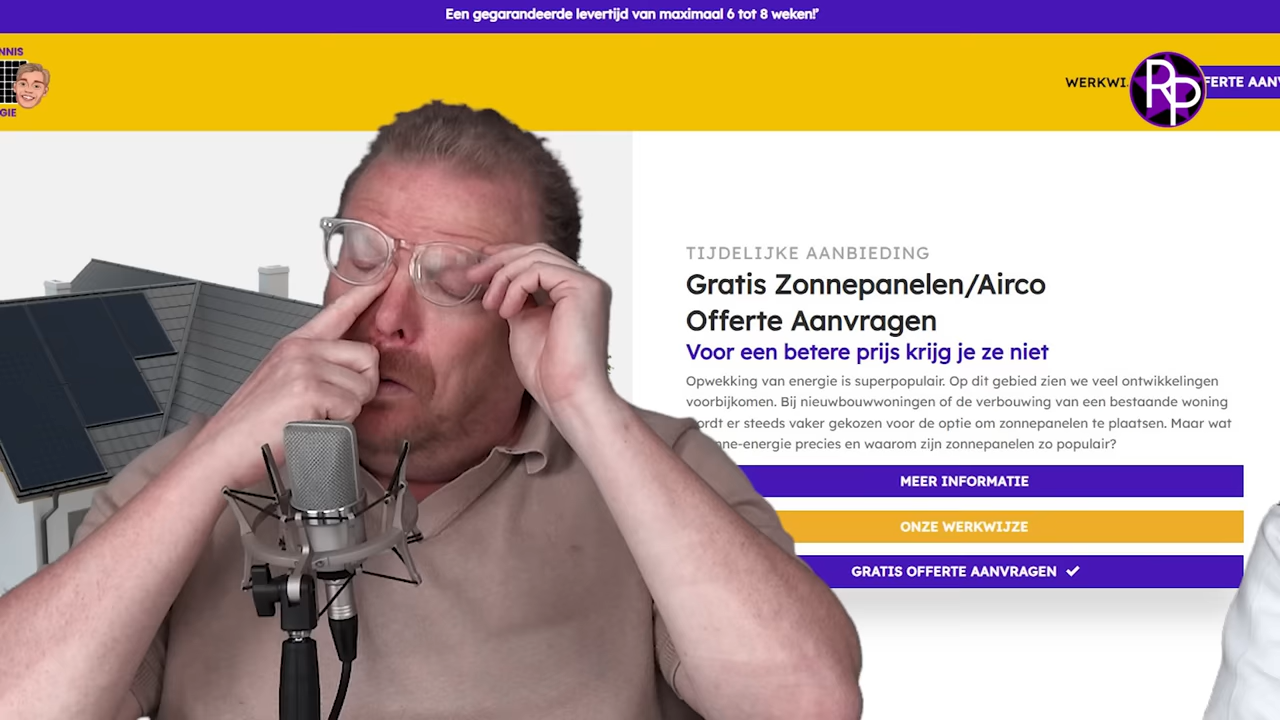 Een gegarandeerde levertijd van maximaal 6 tot 8 weken!*
NNIS
GIE
WERKWI
RP
FERTE AANV
TIJDELIJKE AANBIEDING
Gratis Zonnepanelen/Airco
Offerte Aanvragen
Voor een betere prijs krijg je ze niet
Opwekking van energie is superpopulair. Op dit gebied zien we veel ontwikkelingen
voorbijkomen. Bij nieuwbouwwoningen of de verbouwing van een bestaande woning
ordt er steeds vaker gekozen voor de optie om zonnepanelen te plaatsen. Maar wat
nne-energie precies en waarom zijn zonnepanelen zo populair?
MEER INFORMATIE
ONZE WERKWIJZE
GRATIS OFFERTE AANVRAGEN